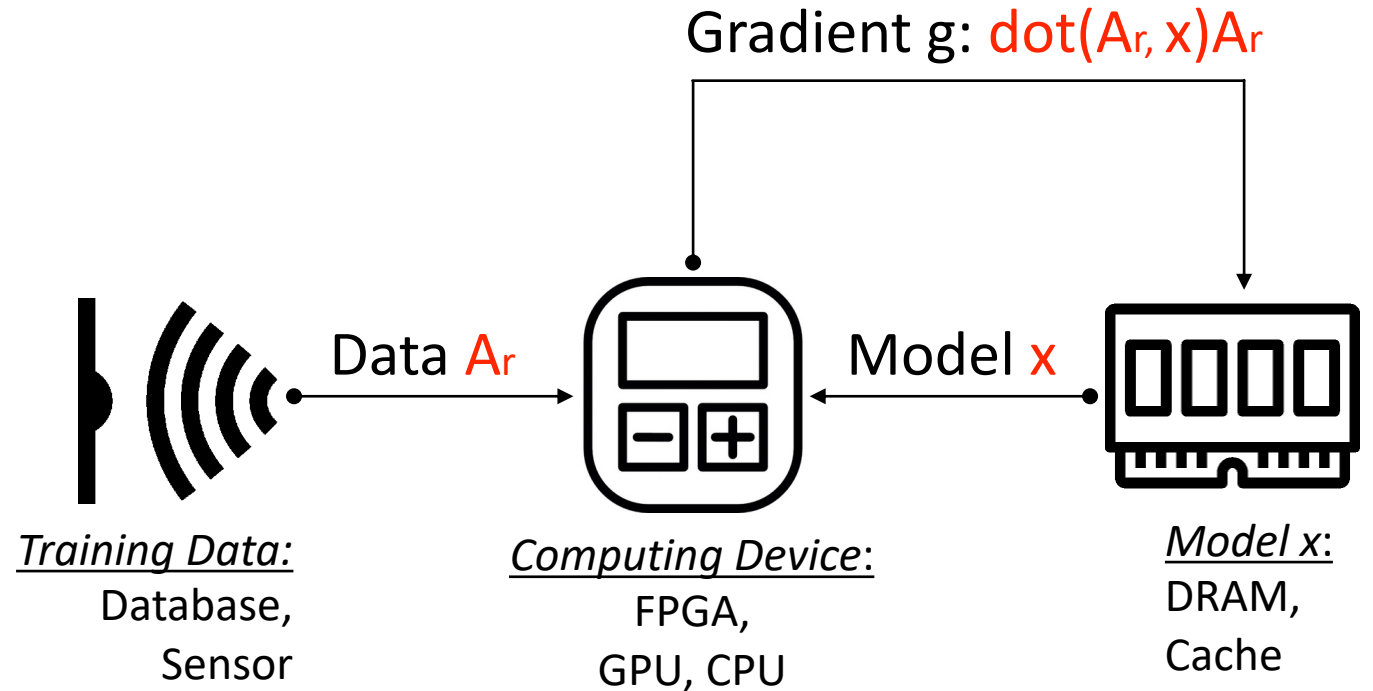 Gradient g: dot(Ar, x)Ar
Data Ar
Model x
Training Data:
Database,
Sensor
Computing Device:
FPGA,
GPU, CPU
Model x:
DRAM,
Cache